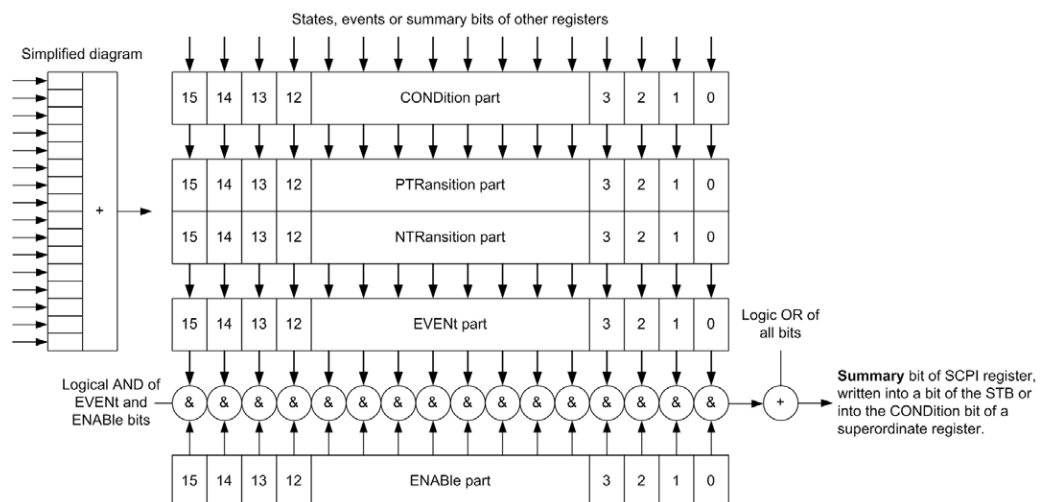 States, events or summary bits of other registers
Simplified diagram
15 14 13 12 CONDition part 3 2 1 0
15 14 13 12 PTRansition part 3 2 1 0
+
15 14 13 12 NTRansition part 3 2 1 0
15 14 13 12 EVENt part 3 2 1 0
Logic OR of
all bits
Logical AND of
EVENt and
ENABle bits
& & & & & & & & & & & & & & & &
+
Summary bit of SCPI register,
written into a bit of the STB or
into the CONDition bit of a
superordinate register.
15 14 13 12 ENABle part 3 2 1 0